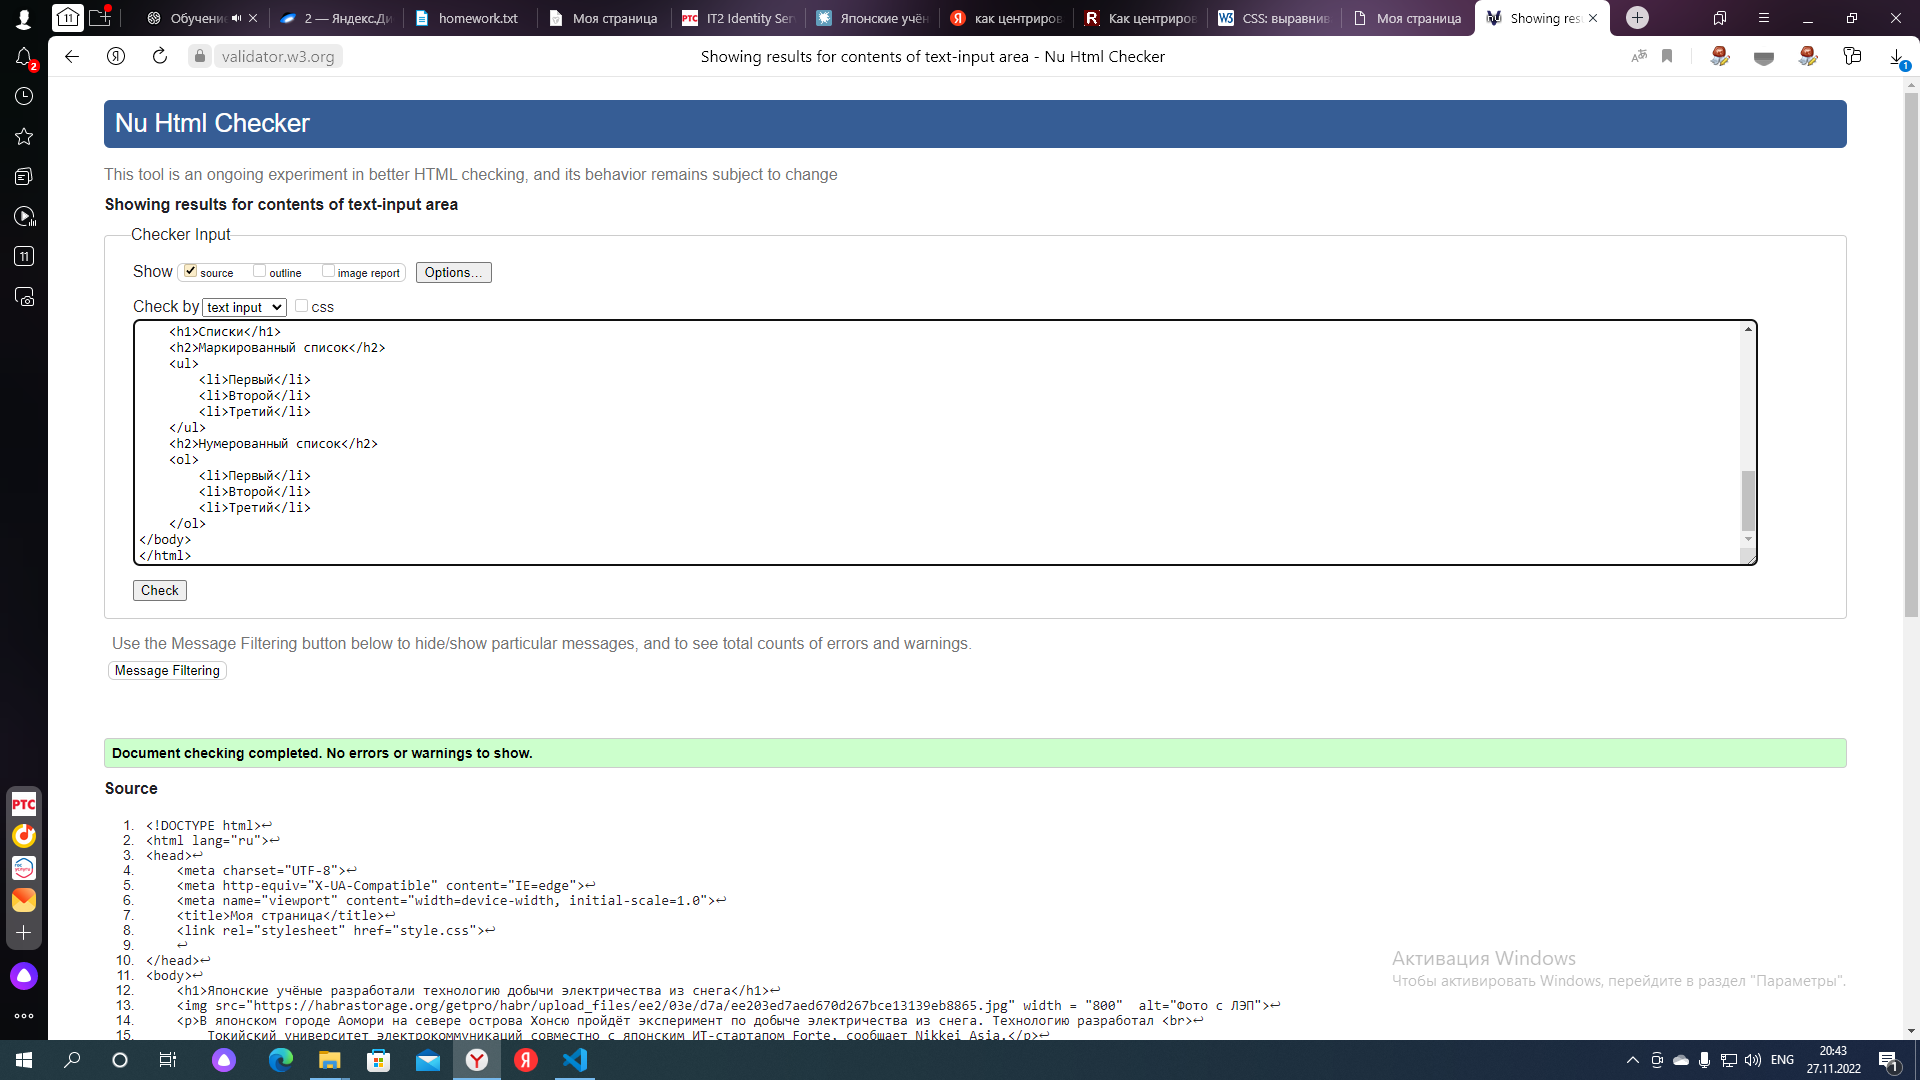 Обучение
2 — Яндекс.Ди
homework.txt
Моя страница
РТС IT2 Identity Ser
Японские учён
как центриров
Как центриров
CSS: выравнив
Моя страница
Showing res
validator.w3.org
Showing results for contents of text-input area - Nu Html Checker
Nu Html Checker
This tool is an ongoing experiment in better HTML checking, and its behavior remains subject to change
Showing results for contents of text-input area
Checker Input
Show source outline image report Options...
Check by text input css
<h1>Списки</h1>
<h2>Маркированный список</h2>
<ul>
<li>Первый</li>
<li>Второй</li>
<li>Третий</li>
</ul>
<h2>Нумерованный список</h2>
<ol>
<li>Первый</li>
<li>Второй</li>
<li>Третий</li>
</ol>
</body>
</html>
Check
Use the Message Filtering button below to hide/show particular messages, and to see total counts of errors and warnings.
Message Filtering
Document checking completed. No errors or warnings to show.
Source
1. <!DOCTYPE html>↩
2. <html lang="ru">↩
3. <head>↩
4. <meta charset="UTF-8">↩
5. <meta http-equiv="X-UA-Compatible" content="IE=edge">↩
6. <meta name="viewport" content="width=device-width, initial-scale=1.0">↩
7. <title>Моя страница</title>↩
8. <link rel="stylesheet" href="style.css">↩
9. ↩
10. </head>↩
11. <body>↩
12. <h1>Японские учёные разработали технологию добычи электричества из снега</h1>↩
13. <img src="https://habrastorage.org/getpro/habr/upload_files/ee2/03e/d7a/ee203ed7aed670d267bce13139eb8865.jpg" width = "800"  alt="Фото с ЛЭП">↩
14. <p>В японском городе Аомори на севере острова Хонсю пройдёт эксперимент по добыче электричества из снега. Технологию разработал <br>↩
15. Токийский университет электрокоммуникаций совместно с японским ИТ-стартапом Forte, сообщает Nikkei Asia.</p>↩
Активация Windows
Чтобы активировать Windows, перейдите в раздел "Параметры".
2
11
11
РТС
1
ENG
20:43
27.11.2022
1